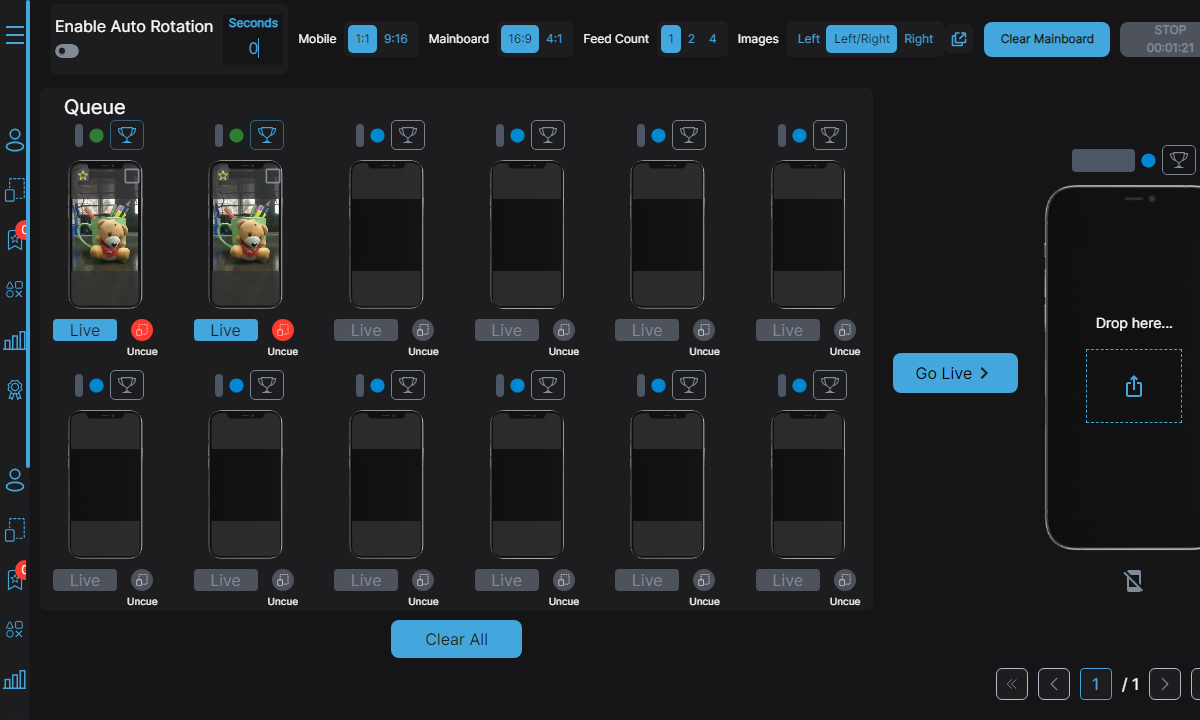 Enable Auto Rotation
Seconds
0
Mobile 1:1 9:16
Mainboard 16:9 4:1
Feed Count 1 2 4
Images Left Left/Right Right
Clear Mainboard
STOP
00:01:21
Queue
Live Live Live Live Live Live
Uncue Uncue Uncue Uncue Uncue Uncue
Drop here...
Go Live
Live Live Live Live Live Live
Uncue Uncue Uncue Uncue Uncue Uncue
Clear All
1 / 1